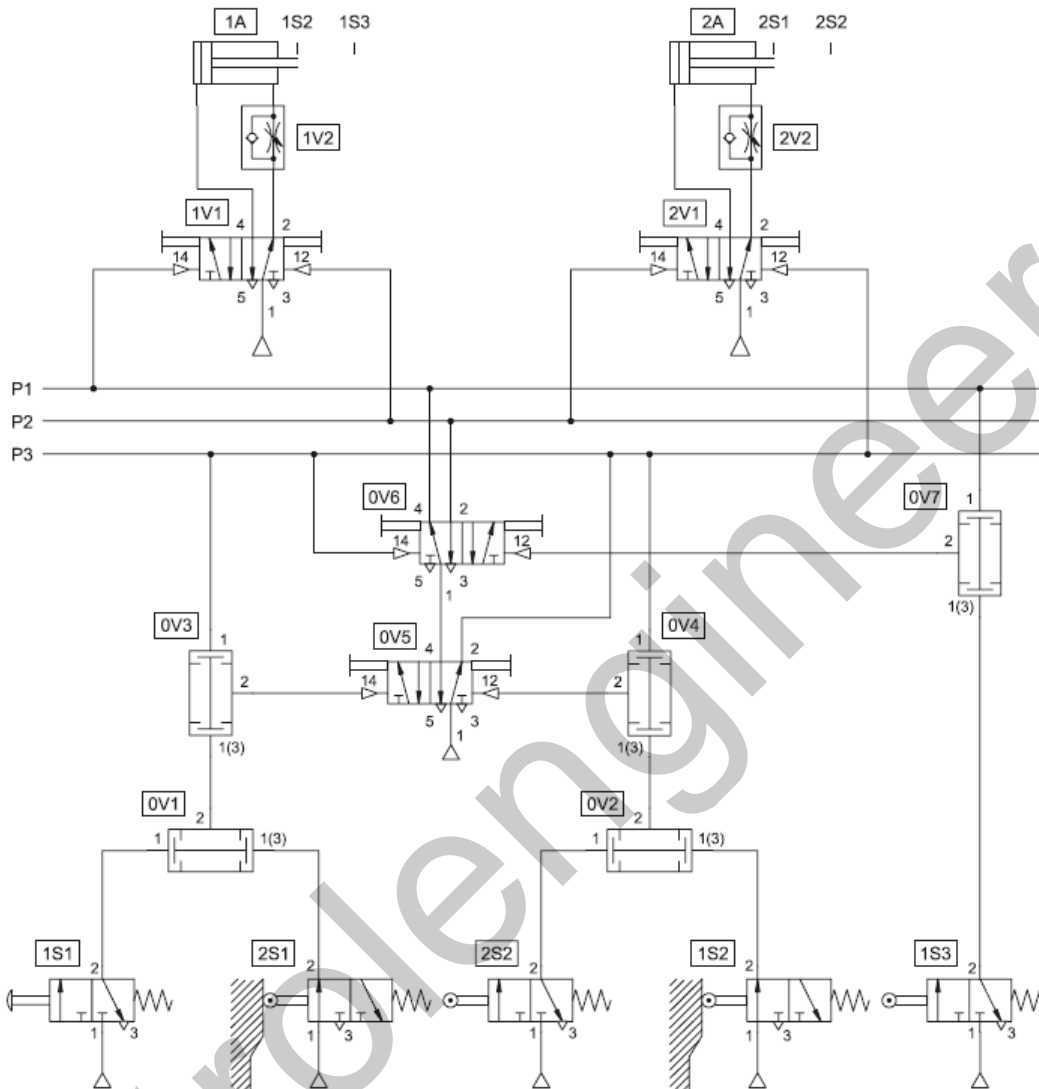 1A 1S2 1S3 2A 2S1 2S2
1V2 2V2
1V1 4 2 2V1 4 2
14 12 14 12
5 3 5 3
1 1
P1
P2
P3
0V6 4 2 0V7 1
14 12 2
5 3
1 1(3)
0V3 0V5 0V4
1 4 2 1
2 14 12 2
5 3
1(3) 1 1(3)
0V1 2 0V2 2
1 1(3) 1 1(3)
1S1 2 2S1 2 2S2 2 1S2 2 1S3 2
1 3 1 3 1 3 1 3 1 3
rolengineer